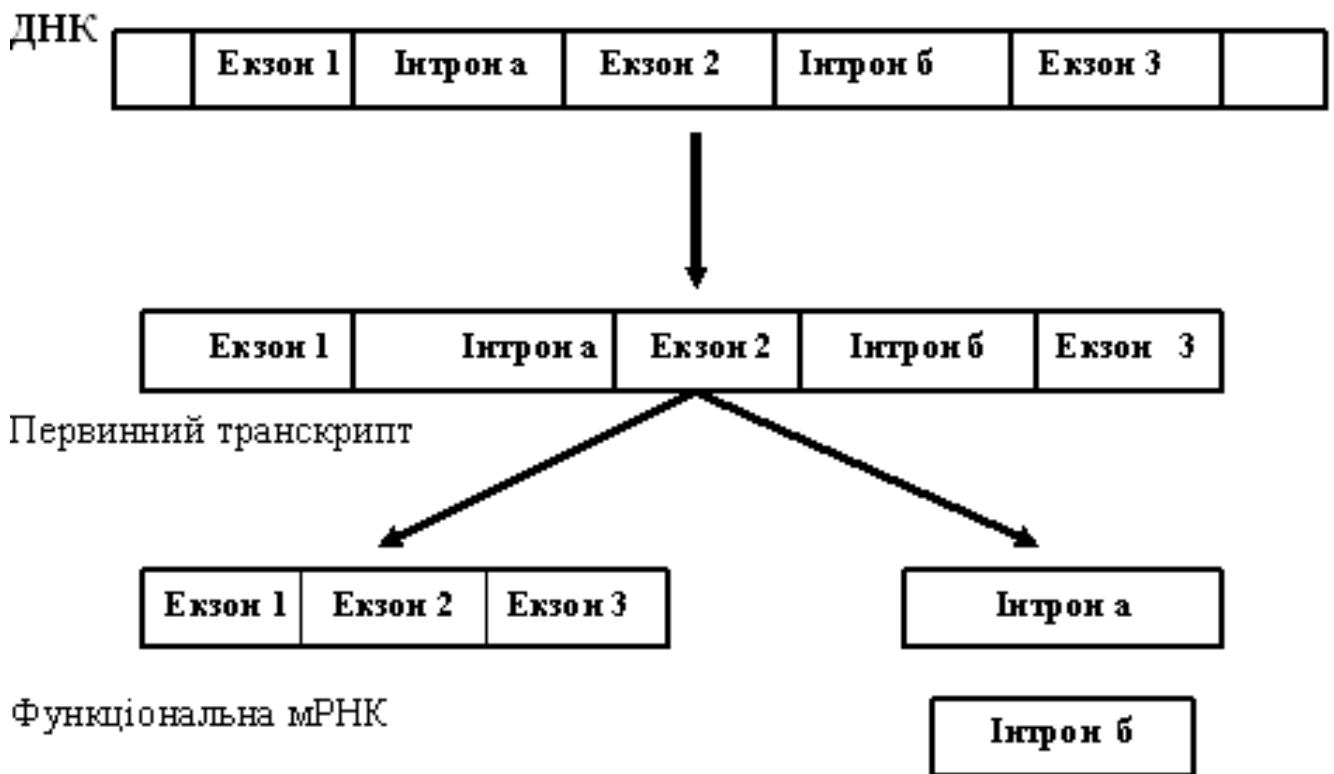 ДНК
Екзон 1 Інтрон а Екзон 2 Інтрон б Екзон 3
Екзон 1 Інтрон а Екзон 2 Інтрон б Екзон 3
Первинний транскрипт
Екзон 1 Екзон 2 Екзон 3 Інтрон а
Функціональна мРНК
Інтрон б